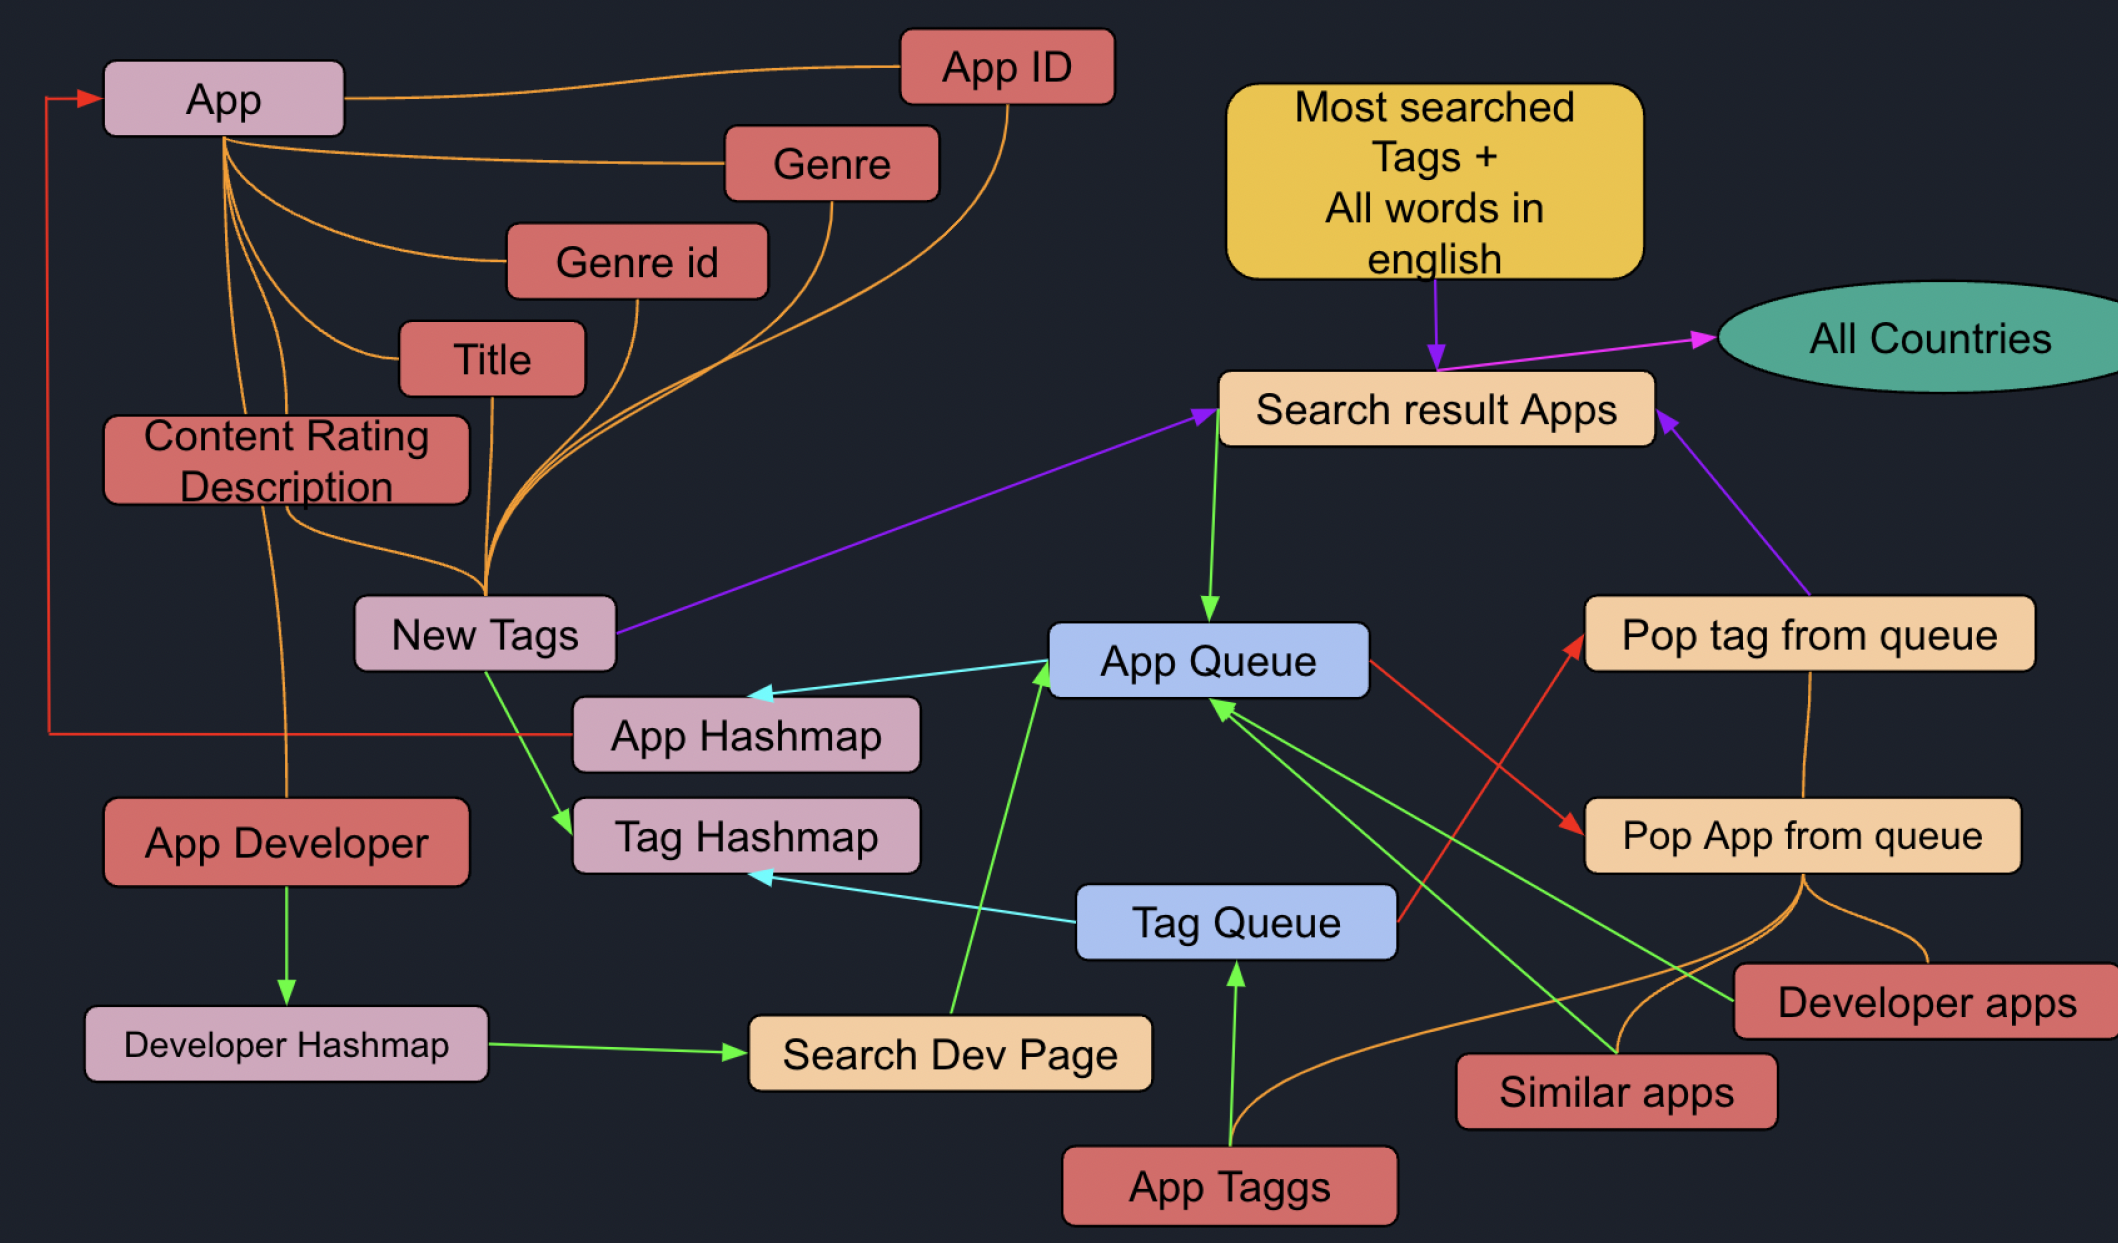 App
App ID
Genre
Genre id
Title
Content Rating
Description
Most searched
Tags +
All words in
english
All Countries
Search result Apps
New Tags
App Queue
Pop tag from queue
App Hashmap
Tag Hashmap
App Developer
Pop App from queue
Tag Queue
Developer apps
Developer Hashmap
Search Dev Page
Similar apps
App Taggs